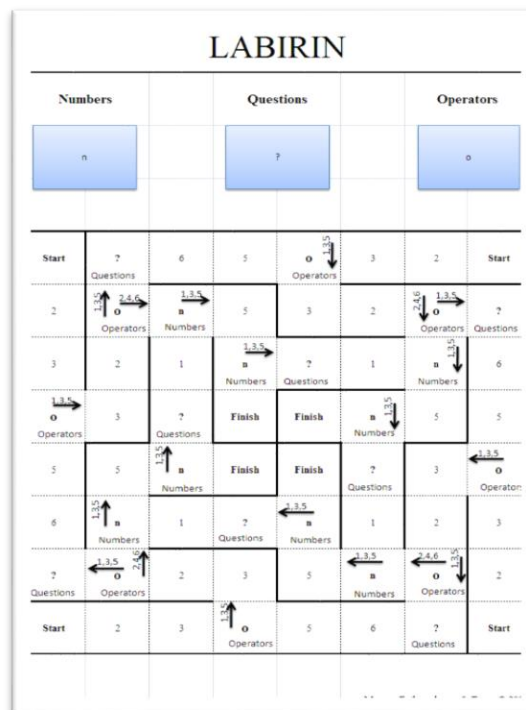 LABIRIN
Numbers Questions Operators
n ? o
Start ? 6 5 o 1,3,5 3 2 Start
Questions Operators
1,3,5 2,4,6 1,3,5 2,4,6 1,3,5
2 o n 5 3 2 O ?
Operators Numbers Operators Questions
1,3,5 1,3,5
3 2 1 n ? 1 n 6
Numbers Questions Numbers
1,3,5 1,3,5
O 3 ? Finish Finish n 5 5
Operators Questions Numbers
1,3,5 1,3,5
5 5 n Finish Finish ? 3 O
Numbers Questions Operators
1,3,5 1,3,5
6 n 1 ? n 1 2 3
Numbers Questions Numbers
1,3,5 2,4,6 1,3,5 2,4,6 1,3,5
? O 2 3 5 n O 2
Questions Operators Numbers Operators
1,3,5
Start 2 3 o 5 6 ? Start
Operators Questions